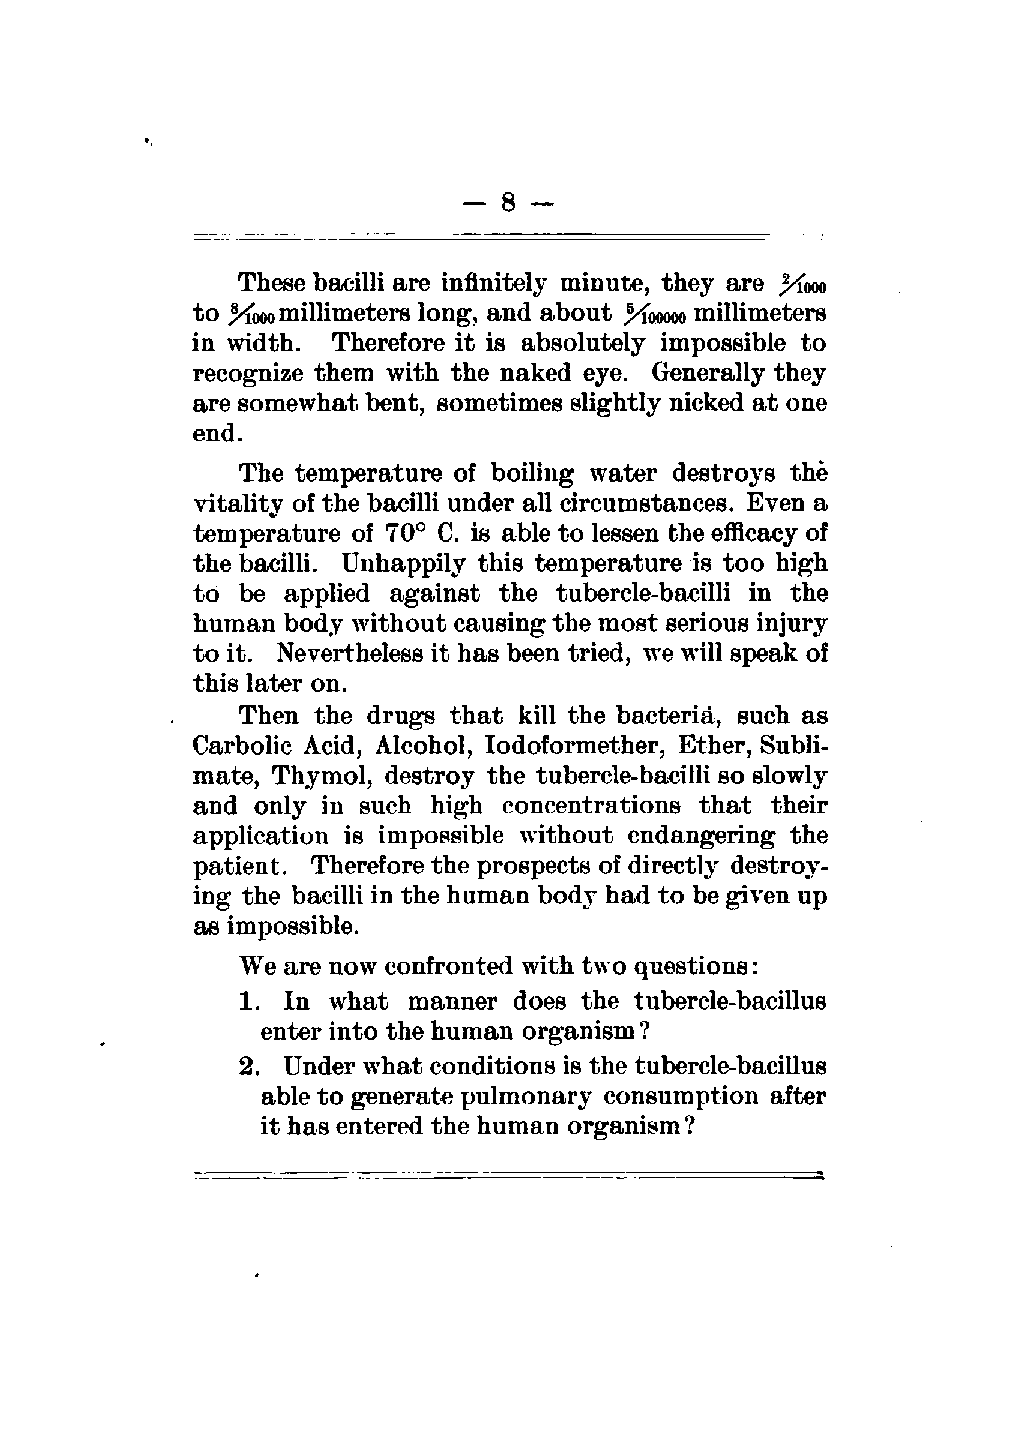 — 8 —
These bacilli are infinitely minute, they are 2/1000
to 8/1000 millimeters long, and about 5/100000 millimeters
in width. Therefore it is absolutely impossible to
recognize them with the naked eye. Generally they
are somewhat bent, sometimes slightly nicked at one
end.
The temperature of boiling water destroys the
vitality of the bacilli under all circumstances. Even a
temperature of 70° C. is able to lessen the efficacy of
the bacilli. Unhappily this temperature is too high
to be applied against the tubercle-bacilli in the
human body without causing the most serious injury
to it. Nevertheless it has been tried, we will speak of
this later on.
Then the drugs that kill the bacteria, such as
Carbolic Acid, Alcohol, Iodoformether, Ether, Subli-
mate, Thymol, destroy the tubercle-bacilli so slowly
and only in such high concentrations that their
application is impossible without endangering the
patient. Therefore the prospects of directly destroy-
ing the bacilli in the human body had to be given up
as impossible.
We are now confronted with two questions:
1. In what manner does the tubercle-bacillus
enter into the human organism?
2. Under what conditions is the tubercle-bacillus
able to generate pulmonary consumption after
it has entered the human organism?